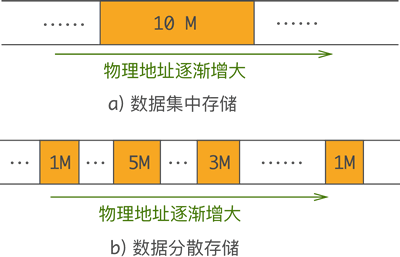 ...... 10 M ......
物理地址逐渐增大
a) 数据集中存储
... 1M ... 5M ... 3M ...... 1M
物理地址逐渐增大
b) 数据分散存储